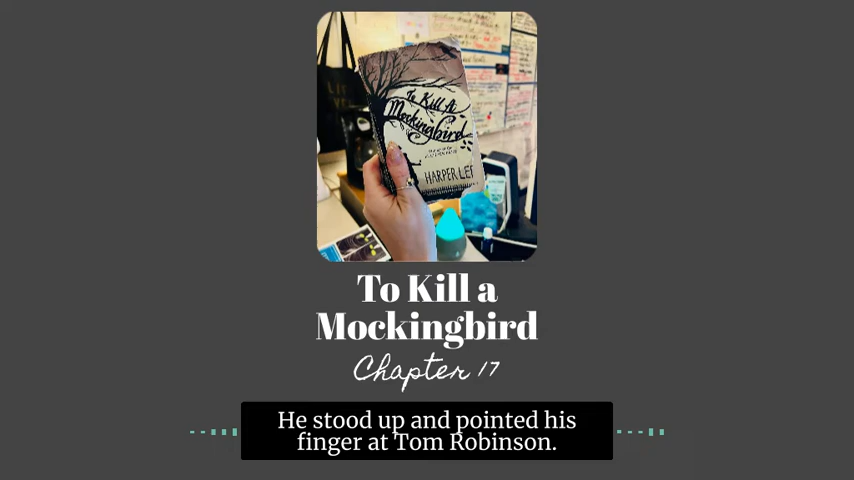 To Kill A
Mockingbird
HARPER LEE
To Kill a
Mockingbird
Chapter 17
He stood up and pointed his
finger at Tom Robinson.